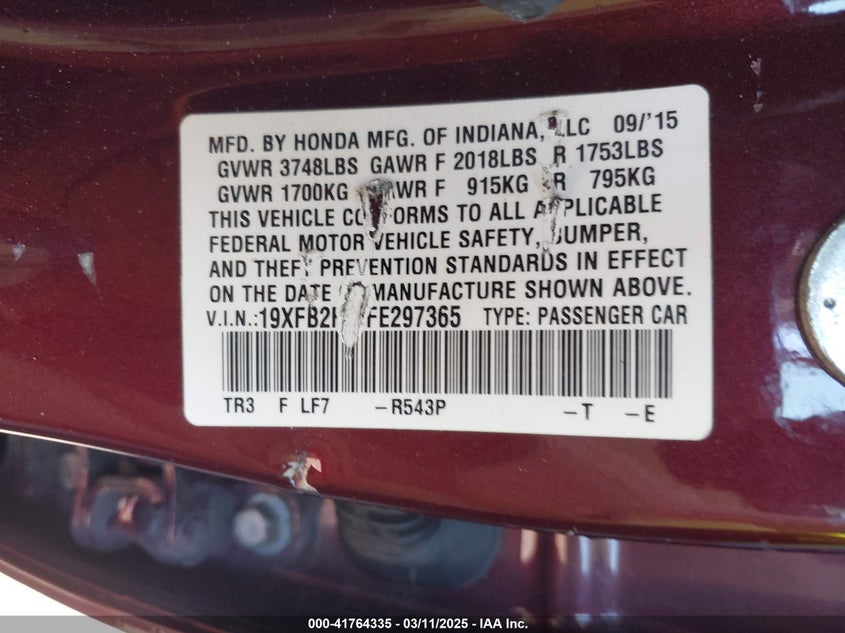 MFD. BY HONDA MFG. OF INDIANA, LLC 09/'15
GVWR 3748LBS GAWR F 2018LBS R 1753LBS
GVWR 1700KG GAWR F 915KG R 795KG
THIS VEHICLE CONFORMS TO ALL APPLICABLE
FEDERAL MOTOR VEHICLE SAFETY, BUMPER,
AND THEFT PREVENTION STANDARDS IN EFFECT
ON THE DATE OF MANUFACTURE SHOWN ABOVE.
V.I.N.: TYPE: PASSENGER CAR
TR3 F LF7 -R543P -T -E
000-41764335 - 03/11/2025 - IAA Inc.